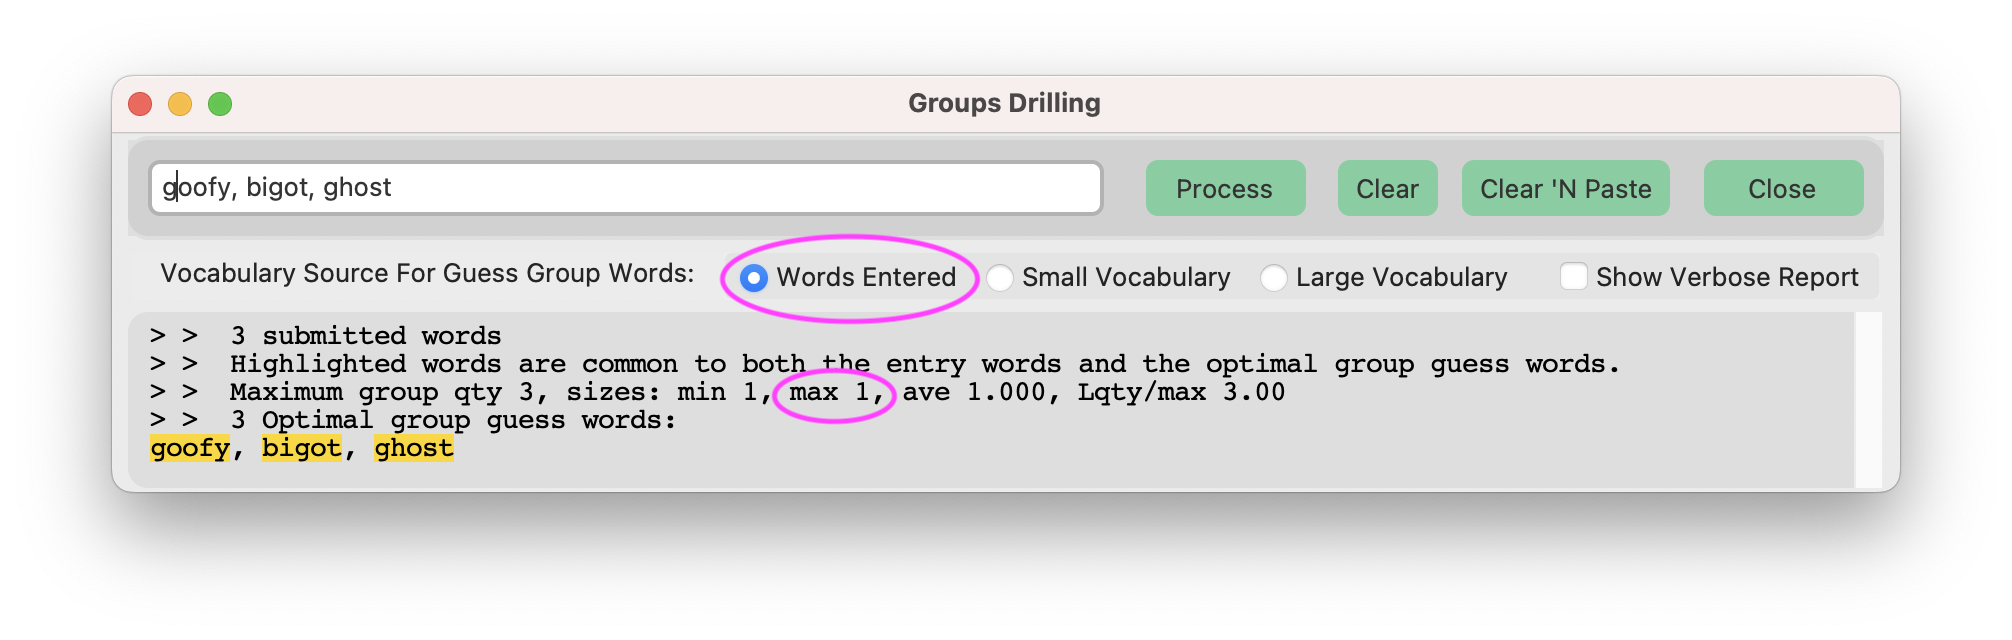 Groups Drilling
goofy, bigot, ghost
Process
Clear
Clear 'N Paste
Close
Vocabulary Source For Guess Group Words:
Words Entered
Small Vocabulary
Large Vocabulary
Show Verbose Report
> >  3 submitted words
> >  Highlighted words are common to both the entry words and the optimal group guess words.
> >  Maximum group qty 3, sizes: min 1, max 1, ave 1.000, Lqty/max 3.00
> >  3 Optimal group guess words:
goofy, bigot, ghost